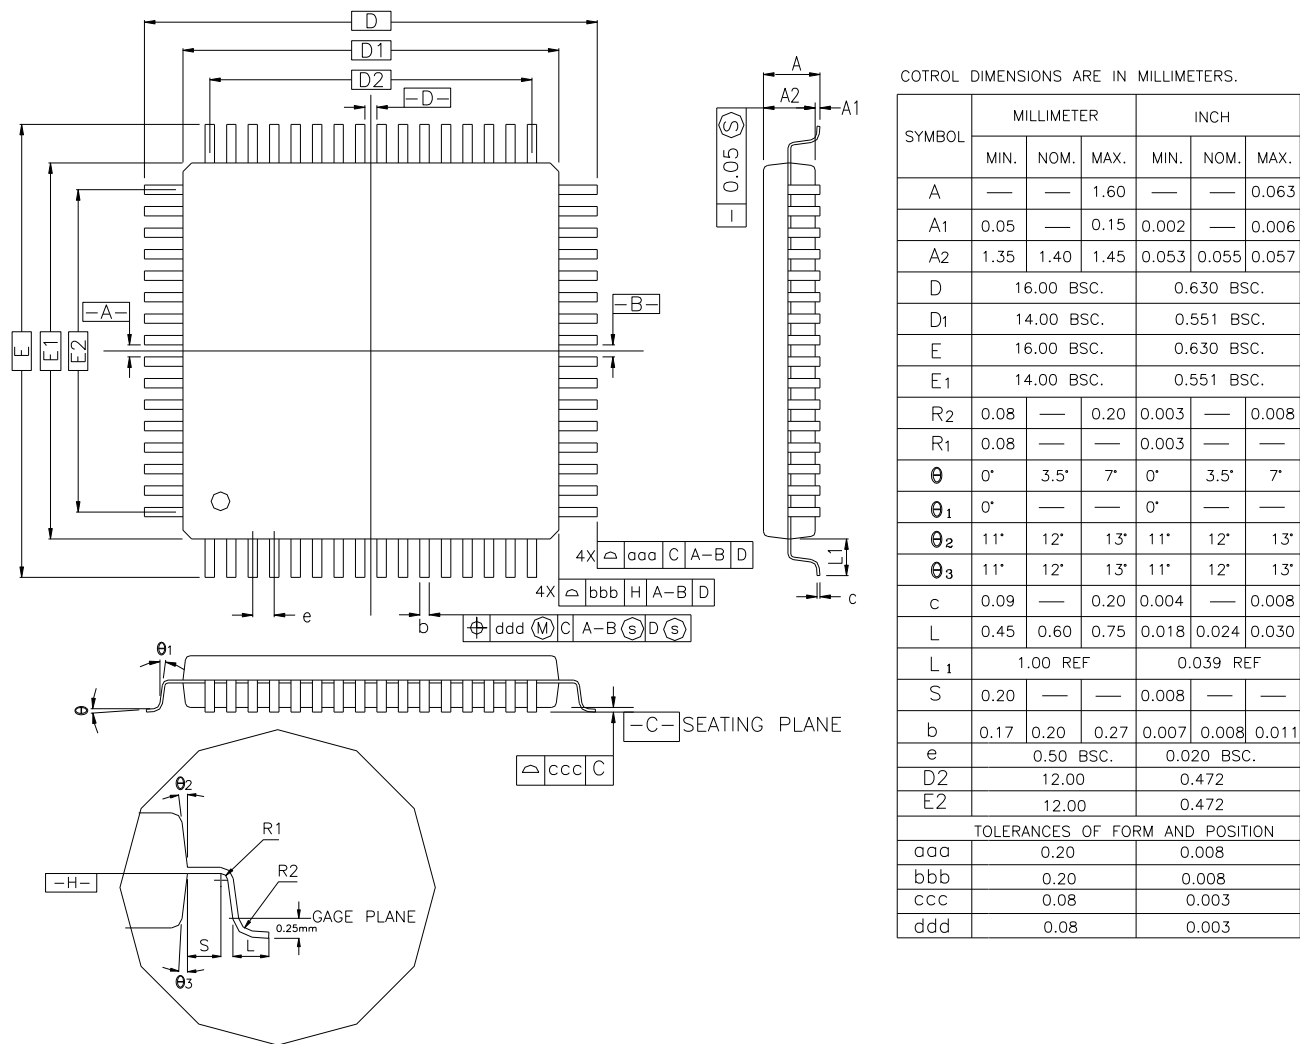 D
D1
D2
-D-
A
A2
A1
- 0.05 Ⓢ
E
E1
E2
-A-
-B-
4X ⌓ aaa C A-B D
4X ⌓ bbb H A-B D
⌖ ddd Ⓜ C A-B ⓢ D ⓢ
e
b
L1
c
θ1
θ
-C- SEATING PLANE
⌓ ccc C
θ2
R1
R2
-H-
GAGE PLANE
0.25mm
S
L
θ3
COTROL DIMENSIONS ARE IN MILLIMETERS.
SYMBOL MILLIMETER INCH
MIN. NOM. MAX. MIN. NOM. MAX.
A — — 1.60 — — 0.063
A1 0.05 — 0.15 0.002 — 0.006
A2 1.35 1.40 1.45 0.053 0.055 0.057
D 16.00 BSC. 0.630 BSC.
D1 14.00 BSC. 0.551 BSC.
E 16.00 BSC. 0.630 BSC.
E1 14.00 BSC. 0.551 BSC.
R2 0.08 — 0.20 0.003 — 0.008
R1 0.08 — — 0.003 — —
θ 0° 3.5° 7° 0° 3.5° 7°
θ1 0° — — 0° — —
θ2 11° 12° 13° 11° 12° 13°
θ3 11° 12° 13° 11° 12° 13°
c 0.09 — 0.20 0.004 — 0.008
L 0.45 0.60 0.75 0.018 0.024 0.030
L1 1.00 REF 0.039 REF
S 0.20 — — 0.008 — —
b 0.17 0.20 0.27 0.007 0.008 0.011
e 0.50 BSC. 0.020 BSC.
D2 12.00 0.472
E2 12.00 0.472
TOLERANCES OF FORM AND POSITION
aaa 0.20 0.008
bbb 0.20 0.008
ccc 0.08 0.003
ddd 0.08 0.003